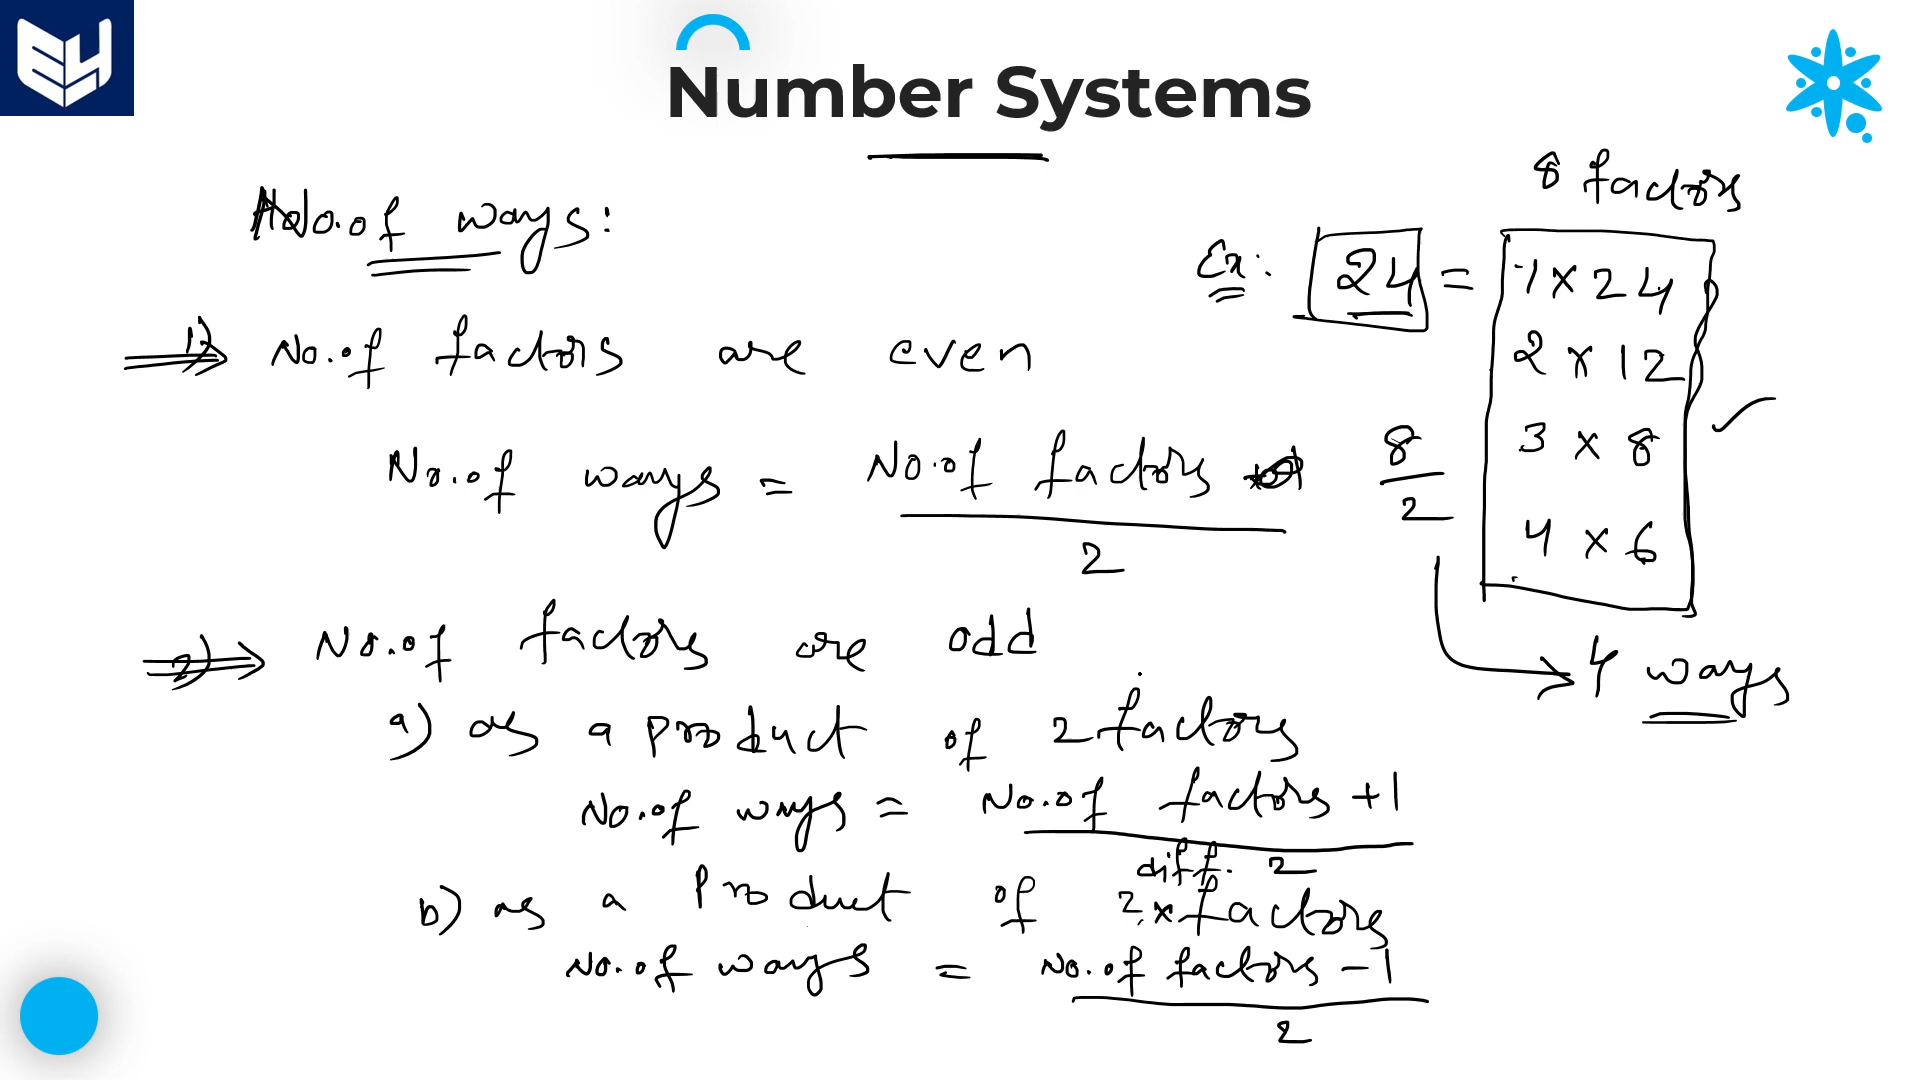 Number Systems
No.of ways:
1) No.of factors are even
No.of ways = No.of factors
2
2) No.of factors are odd
a) as a product of 2 factors
No.of ways = No.of factors +1
2
b) as a product of 2 diff. factors
No.of ways = No.of factors -1
2
8 factors
Ex: 24 = 1 x 24
2 x 12
3 x 8
4 x 6
8
2
4 ways